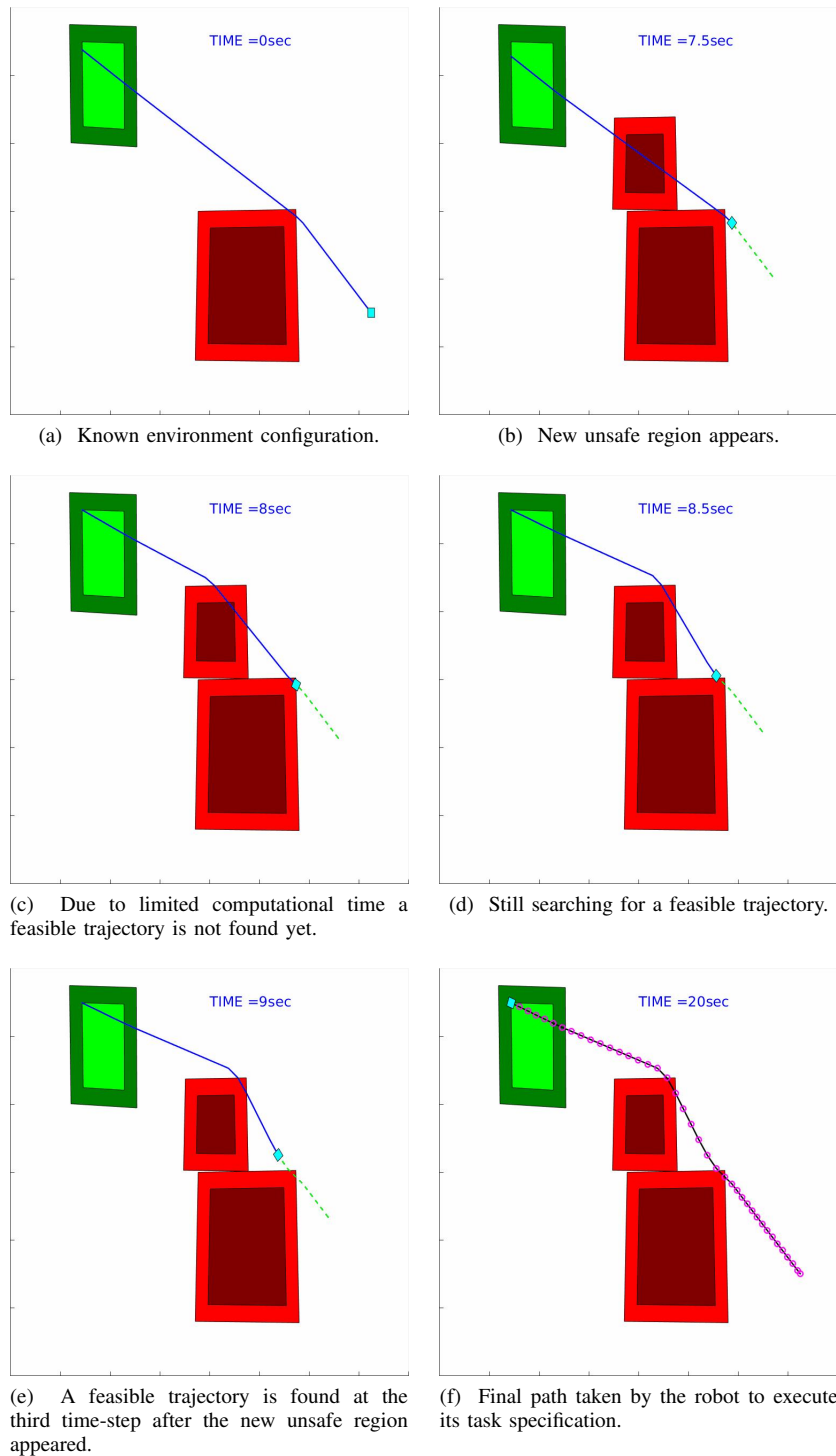 TIME =0sec
TIME =7.5sec
(a) Known environment configuration.
(b) New unsafe region appears.
TIME =8sec
TIME =8.5sec
(c) Due to limited computational time a
feasible trajectory is not found yet.
(d) Still searching for a feasible trajectory.
TIME =9sec
TIME =20sec
(e) A feasible trajectory is found at the
third time-step after the new unsafe region
appeared.
(f) Final path taken by the robot to execute
its task specification.